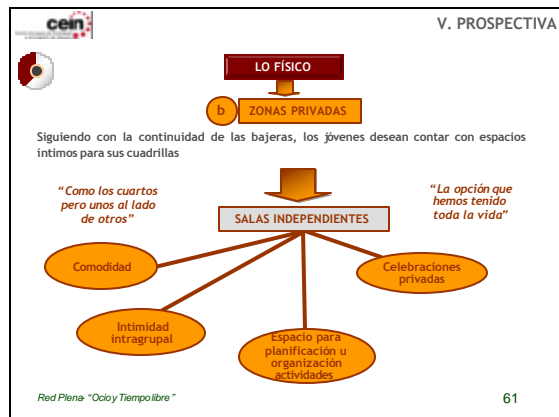 cein
V. PROSPECTIVA
LO FÍSICO
b
ZONAS PRIVADAS
Siguiendo con la continuidad de las bajeras, los jóvenes desean contar con espacios
íntimos para sus cuadrillas
“Como los cuartos
pero unos al lado
de otros”
“La opción que
hemos tenido
toda la vida”
SALAS INDEPENDIENTES
Comodidad
Celebraciones
privadas
Intimidad
intragrupal
Espacio para
planificación u
organización
actividades
Red Plena- “Ocio y Tiempo libre”
61